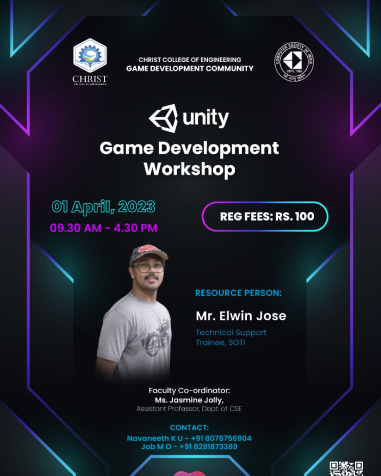 CHRIST COLLEGE OF ENGINEERING
GAME DEVELOPMENT COMMUNITY
CHRIST
unity
Game Development
Workshop
01 April, 2023
09.30 AM - 4.30 PM
REG FEES: RS. 100
RESOURCE PERSON:
Mr. Elwin Jose
Technical Support
Trainee, SOTI
Faculty Co-ordinator:
Ms. Jasmine Jolly,
Assistant Professor, Dept. of CSE
CONTACT:
Navaneeth K U - +91 8078756904
Job M O - +91 8281873389